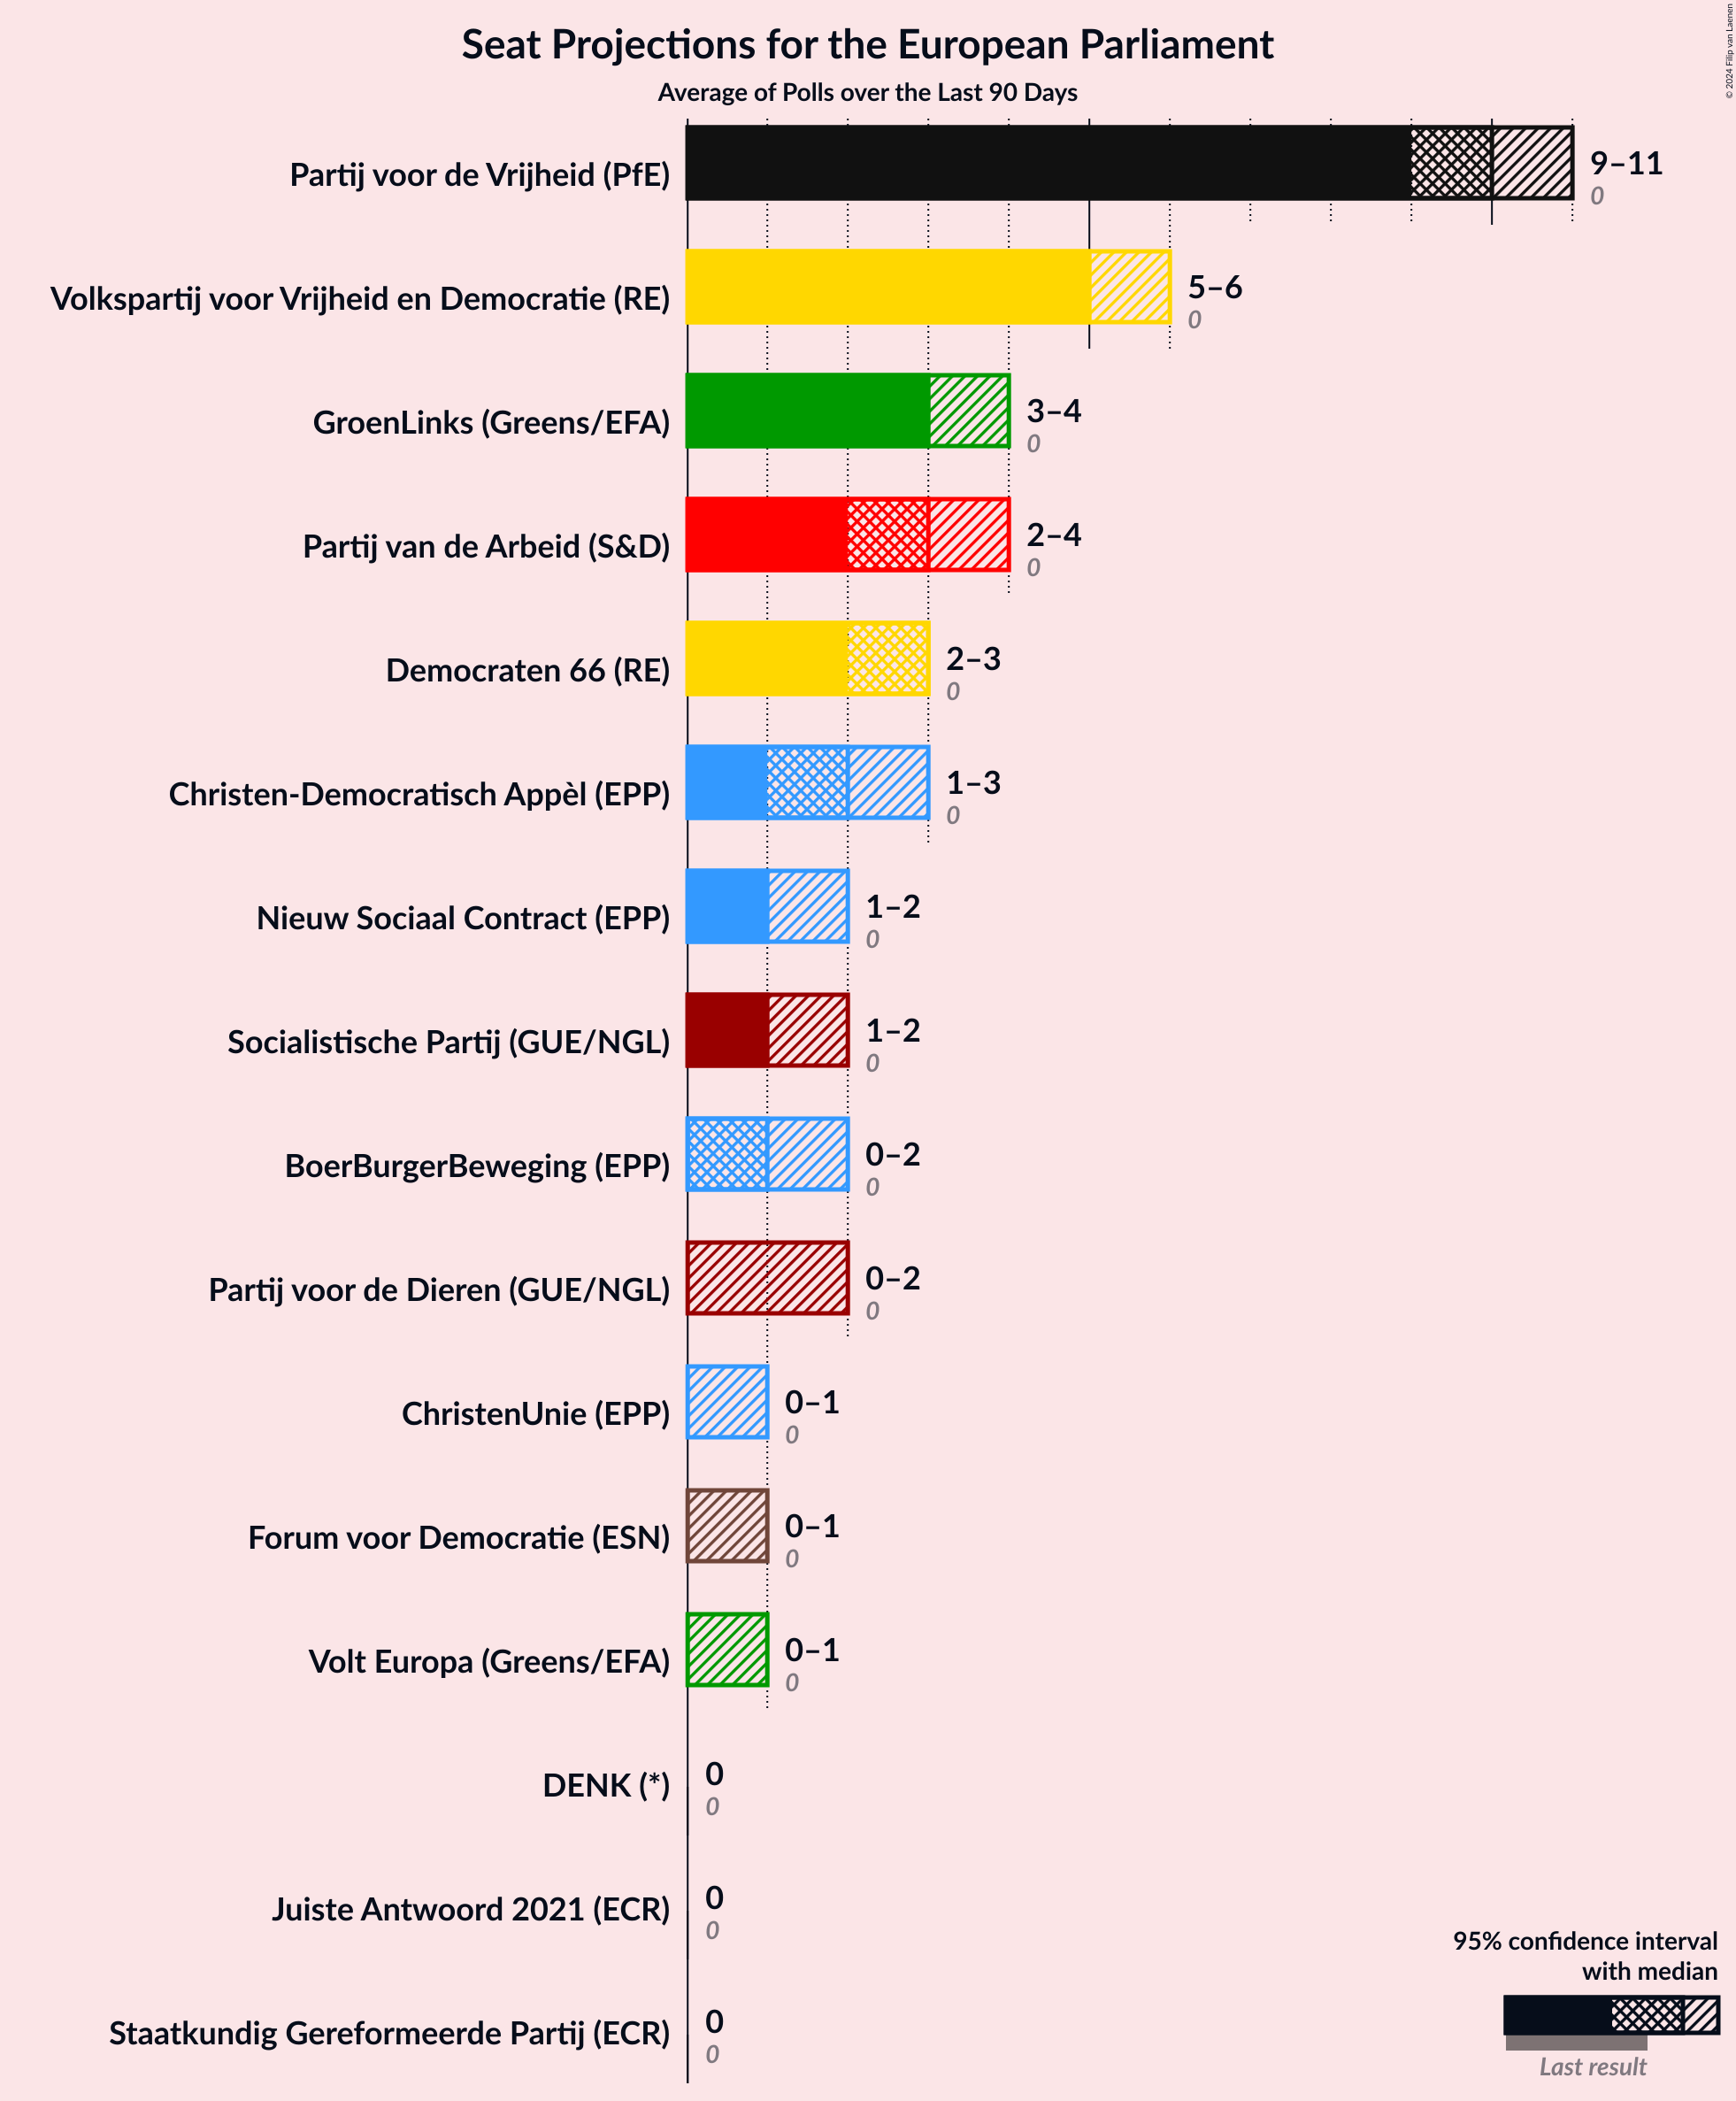 Seat Projections for the European Parliament
Average of Polls over the Last 90 Days
© 2024 Filip van Laenen
Partij voor de Vrijheid (PfE)
9–11
0
Volkspartij voor Vrijheid en Democratie (RE)
5–6
0
GroenLinks (Greens/EFA)
3–4
0
Partij van de Arbeid (S&D)
2–4
0
Democraten 66 (RE)
2–3
0
Christen-Democratisch Appèl (EPP)
1–3
0
Nieuw Sociaal Contract (EPP)
1–2
0
Socialistische Partij (GUE/NGL)
1–2
0
BoerBurgerBeweging (EPP)
0–2
0
Partij voor de Dieren (GUE/NGL)
0–2
0
ChristenUnie (EPP)
0–1
0
Forum voor Democratie (ESN)
0–1
0
Volt Europa (Greens/EFA)
0–1
0
DENK (*)
0
0
Juiste Antwoord 2021 (ECR)
0
0
Staatkundig Gereformeerde Partij (ECR)
0
0
95% confidence interval
with median
Last result